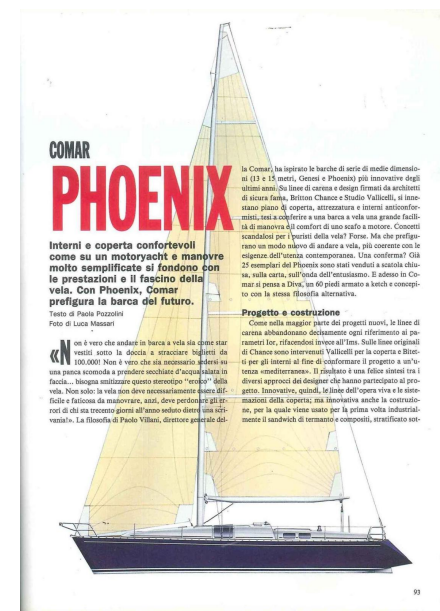 COMAR
PHOENIX
Interni e coperta confortevoli
come su un motoryacht e manovre
molto semplificate si fondono con
le prestazioni e il fascino della
vela. Con Phoenix, Comar
prefigura la barca del futuro.
Testo di Paola Pozzolini
Foto di Luca Massari
«Non è vero che andare in barca a vela sia come star
vestiti sotto la doccia a stracciare biglietti da
100.000! Non è vero che sia necessario andersi su
una panca scomoda a prendere secchiate d'acqua salata in
faccia... bisogna smitizzare questo stereotipo "eroico" della
vela. Non solo: la vela non deve necessariamente essere dif-
ficile e faticosa da manovrare, anzi, deve perdonare gli er-
rori di chi sta trecento giorni all'anno seduto dietro una scri-
vania!». La filosofia di Paolo Villani, direttore generale del-
la Comar, ha ispirato le barche di serie di medie dimensio-
ni (13 e 15 metri, Genesi e Phoenix) più innovative degli
ultimi anni. Su linee di carena e design firmati da architetti
di sicura fama, Britton Chance e Studio Vallicelli, si inne-
stano piano di coperta, attrezzatura e interni anticonfor-
misti, tesi a conferire a una barca a vela una grande facili-
tà di manovra e il comfort di uno scafo a motore. Concetti
scandalosi per i puristi della vela? Forse. Ma che prefigu-
rano un modo nuovo di andare a vela, più coerente con le
esigenze dell'utenza contemporanea. Una conferma? Già
25 esemplari del Phoenix sono stati venduti a scatola chiu-
sa, sulla carta, sull'onda dell'entusiasmo. E adesso in Co-
mar si pensa a Diva, un 60 piedi armato a ketch e concepi-
to con la stessa filosofia alternativa.
Progetto e costruzione
Come nella maggior parte dei progetti nuovi, le linee di
carena abbandonano decisamente ogni riferimento ai pa-
rametri Ior, rifacendosi invece all'Ims. Sulle linee originali
di Chance sono intervenuti Vallicelli per la coperta e Bitet-
ti per gli interni al fine di conformare il progetto a un'u-
tenza «mediterranea». Il risultato è una felice sintesi tra i
diversi approcci dei designer che hanno partecipato al pro-
getto. Innovative, quindi, le linee dell'opera viva e le siste-
mazioni della coperta; ma innovativa anche la costruzio-
ne, per la quale viene usato per la prima volta industrial-
mente il sandwich di termanto e compositi, stratificato sot-
93